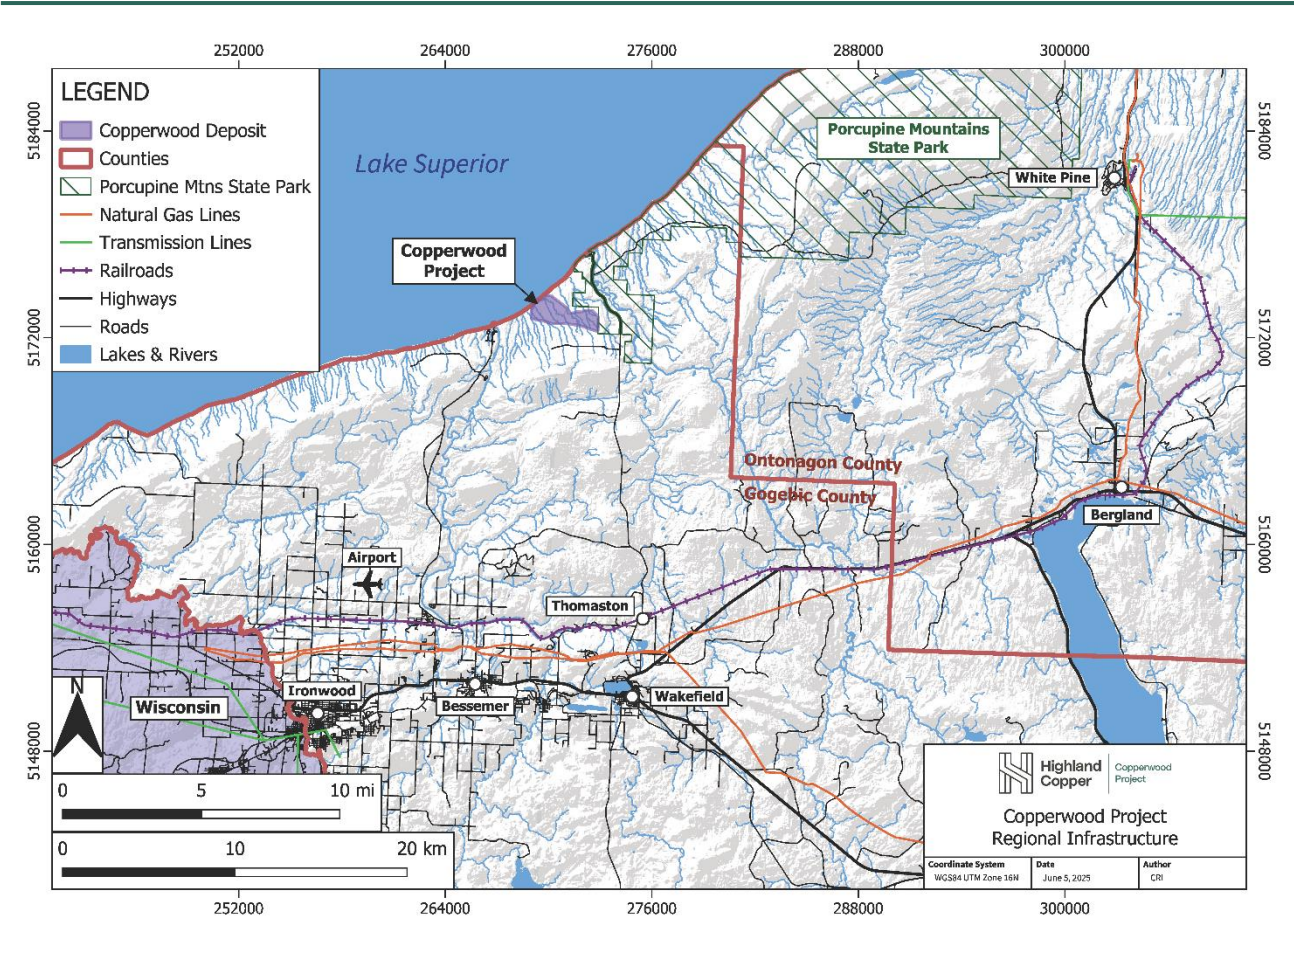 252000
264000
276000
288000
300000
LEGEND
Copperwood Deposit
Counties
Porcupine Mtns State Park
Natural Gas Lines
Transmission Lines
Railroads
Highways
Roads
Lakes & Rivers
5184000
5172000
5160000
5148000
5184000
5172000
5160000
5148000
Lake Superior
Porcupine Mountains
State Park
White Pine
Copperwood
Project
Ontonagon County
Gogebic County
Bergland
Airport
Thomaston
Ironwood
Bessemer
Wakefield
Wisconsin
N
0 5 10 mi
0 10 20 km
Highland
Copper
Copperwood
Project
Copperwood Project
Regional Infrastructure
Coordinate System
WGS84 UTM Zone 16N
Date
June 5, 2025
Author
CRI
252000
264000
276000
288000
300000